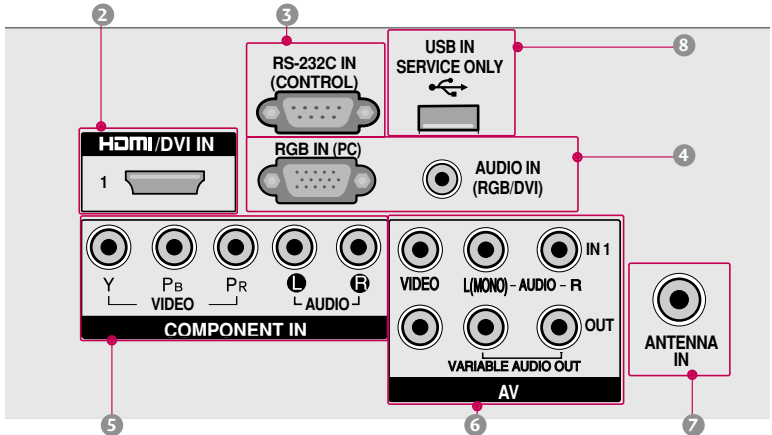 2
3
8
RS-232C IN
(CONTROL)
USB IN
SERVICE ONLY
HDMI/DVI IN
1
RGB IN (PC)
AUDIO IN
(RGB/DVI)
4
Y PB PR L R
VIDEO AUDIO
COMPONENT IN
IN 1
VIDEO L(MONO) - AUDIO - R
OUT
VARIABLE AUDIO OUT
AV
ANTENNA
IN
5
6
7